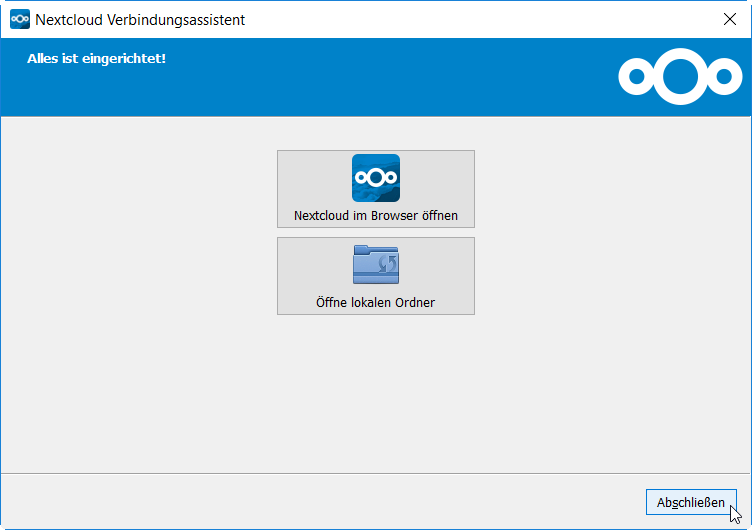 Nextcloud Verbindungsassistent
Alles ist eingerichtet!
Nextcloud im Browser öffnen
Öffne lokalen Ordner
Abschließen